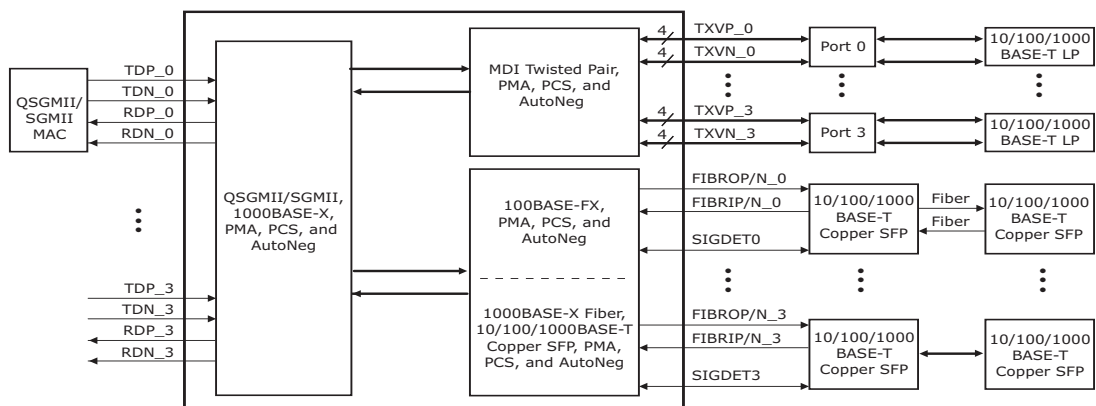 QSGMII/
SGMII
MAC
TDP_0
TDN_0
RDP_0
RDN_0
TDP_3
TDN_3
RDP_3
RDN_3
QSGMII/SGMII,
1000BASE-X,
PMA, PCS, and
AutoNeg
MDI Twisted Pair,
PMA, PCS, and
AutoNeg
100BASE-FX,
PMA, PCS, and
AutoNeg
1000BASE-X Fiber,
10/100/1000BASE-T
Copper SFP, PMA,
PCS, and AutoNeg
4 TXVP_0
4 TXVN_0
4 TXVP_3
4 TXVN_3
Port 0
Port 3
10/100/1000
BASE-T LP
10/100/1000
BASE-T LP
FIBROP/N_0
FIBRIP/N_0
SIGDET0
10/100/1000
BASE-T
Copper SFP
Fiber
Fiber
10/100/1000
BASE-T
Copper SFP
FIBROP/N_3
FIBRIP/N_3
SIGDET3
10/100/1000
BASE-T
Copper SFP
10/100/1000
BASE-T
Copper SFP